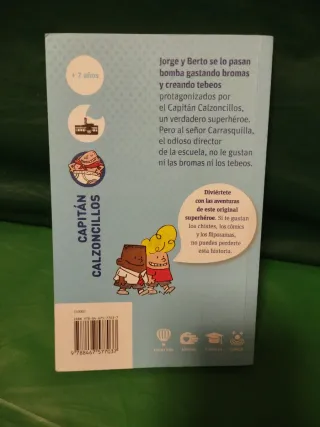 + 7 años
Jorge y Berto se lo pasan
bomba gastando bromas
y creando tebeos
protagonizados por
el Capitán Calzoncillos,
un verdadero superhéroe.
Pero al señor Carrasquilla,
el odioso director
de la escuela, no le gustan
ni las bromas ni los tebeos.
CAPITÁN
CALZONCILLOS
Diviértete
con las aventuras
de este original
superhéroe. Si te gustan
los chistes, los cómics
y los fliporamas,
no puedes perderte
esta historia.